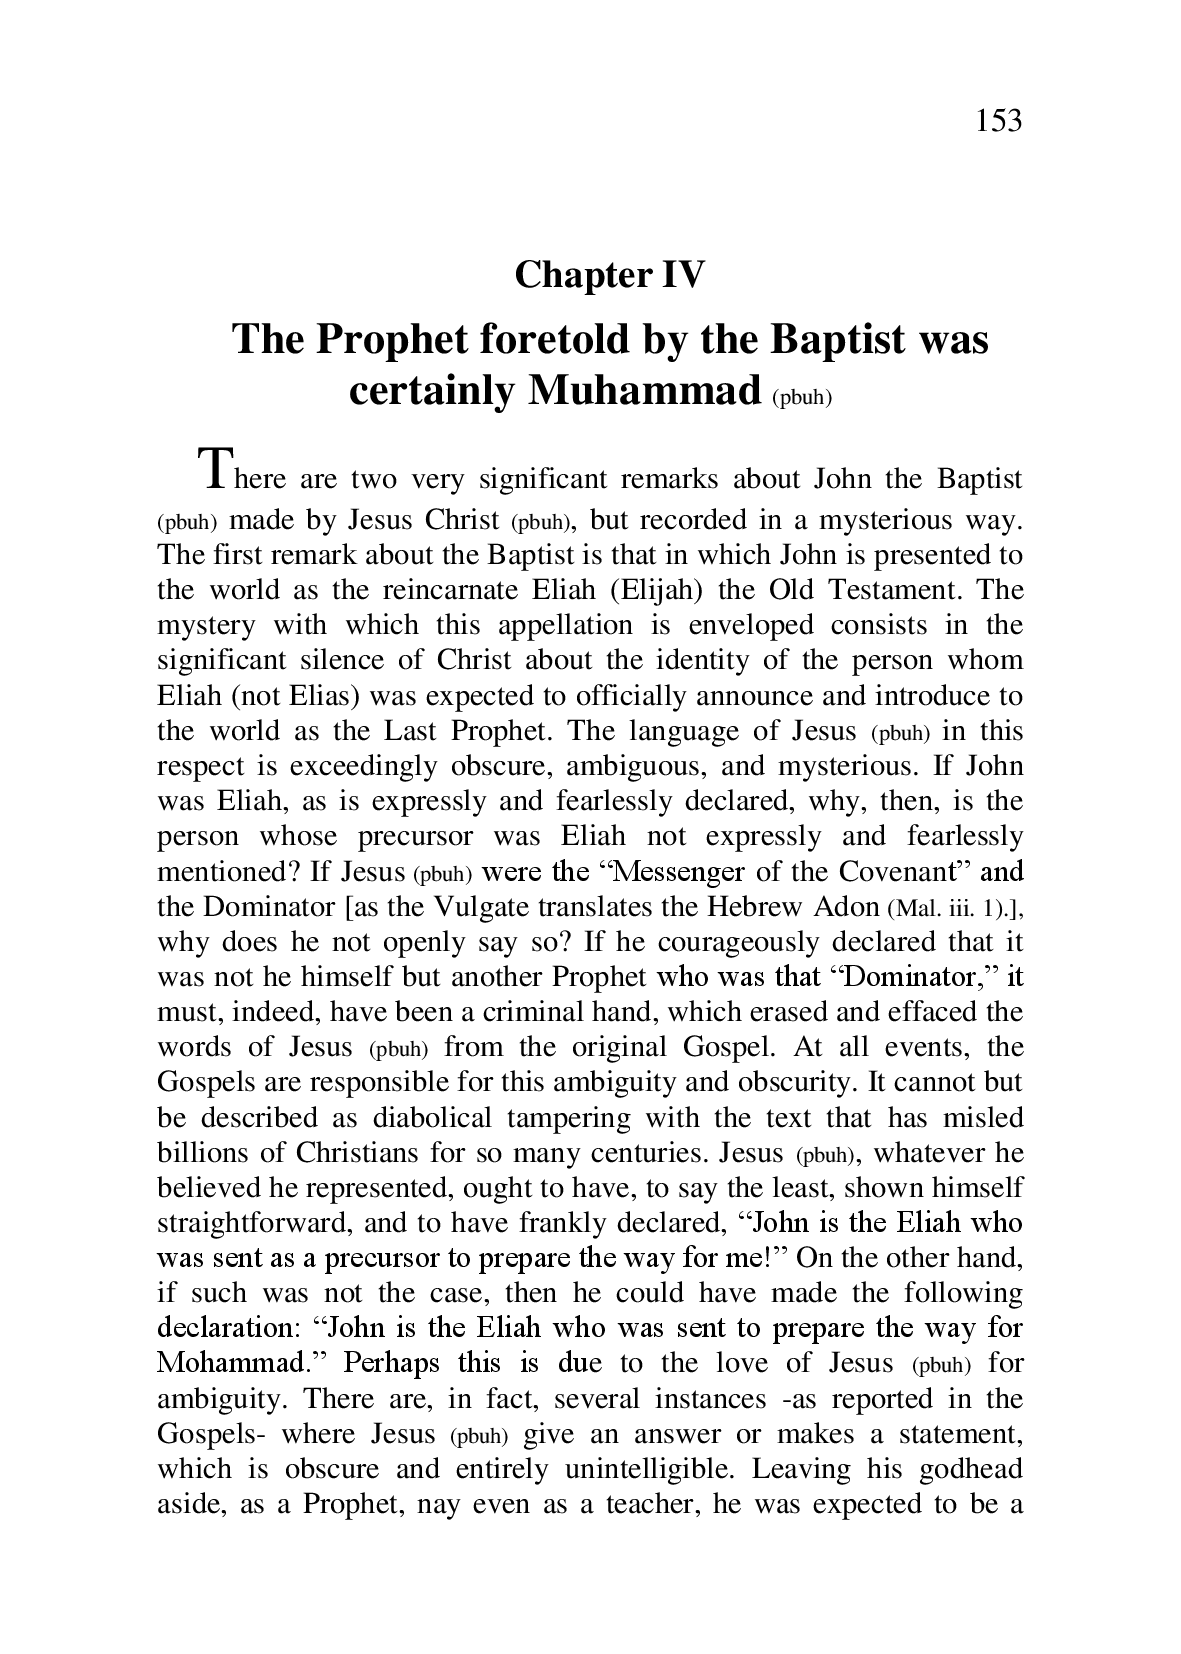 153
Chapter IV
The Prophet foretold by the Baptist was
certainly Muhammad (pbuh)
There are two very significant remarks about John the Baptist
(pbuh) made by Jesus Christ (pbuh), but recorded in a mysterious way.
The first remark about the Baptist is that in which John is presented to
the world as the reincarnate Eliah (Elijah) the Old Testament. The
mystery with which this appellation is enveloped consists in the
significant silence of Christ about the identity of the person whom
Eliah (not Elias) was expected to officially announce and introduce to
the world as the Last Prophet. The language of Jesus (pbuh) in this
respect is exceedingly obscure, ambiguous, and mysterious. If John
was Eliah, as is expressly and fearlessly declared, why, then, is the
person whose precursor was Eliah not expressly and fearlessly
mentioned? If Jesus (pbuh) were the “Messenger of the Covenant” and
the Dominator [as the Vulgate translates the Hebrew Adon (Mal. iii. 1).],
why does he not openly say so? If he courageously declared that it
was not he himself but another Prophet who was that “Dominator,” it
must, indeed, have been a criminal hand, which erased and effaced the
words of Jesus (pbuh) from the original Gospel. At all events, the
Gospels are responsible for this ambiguity and obscurity. It cannot but
be described as diabolical tampering with the text that has misled
billions of Christians for so many centuries. Jesus (pbuh), whatever he
believed he represented, ought to have, to say the least, shown himself
straightforward, and to have frankly declared, “John is the Eliah who
was sent as a precursor to prepare the way for me!” On the other hand,
if such was not the case, then he could have made the following
declaration: “John is the Eliah who was sent to prepare the way for
Mohammad.” Perhaps this is due to the love of Jesus (pbuh) for
ambiguity. There are, in fact, several instances -as reported in the
Gospels- where Jesus (pbuh) give an answer or makes a statement,
which is obscure and entirely unintelligible. Leaving his godhead
aside, as a Prophet, nay even as a teacher, he was expected to be a